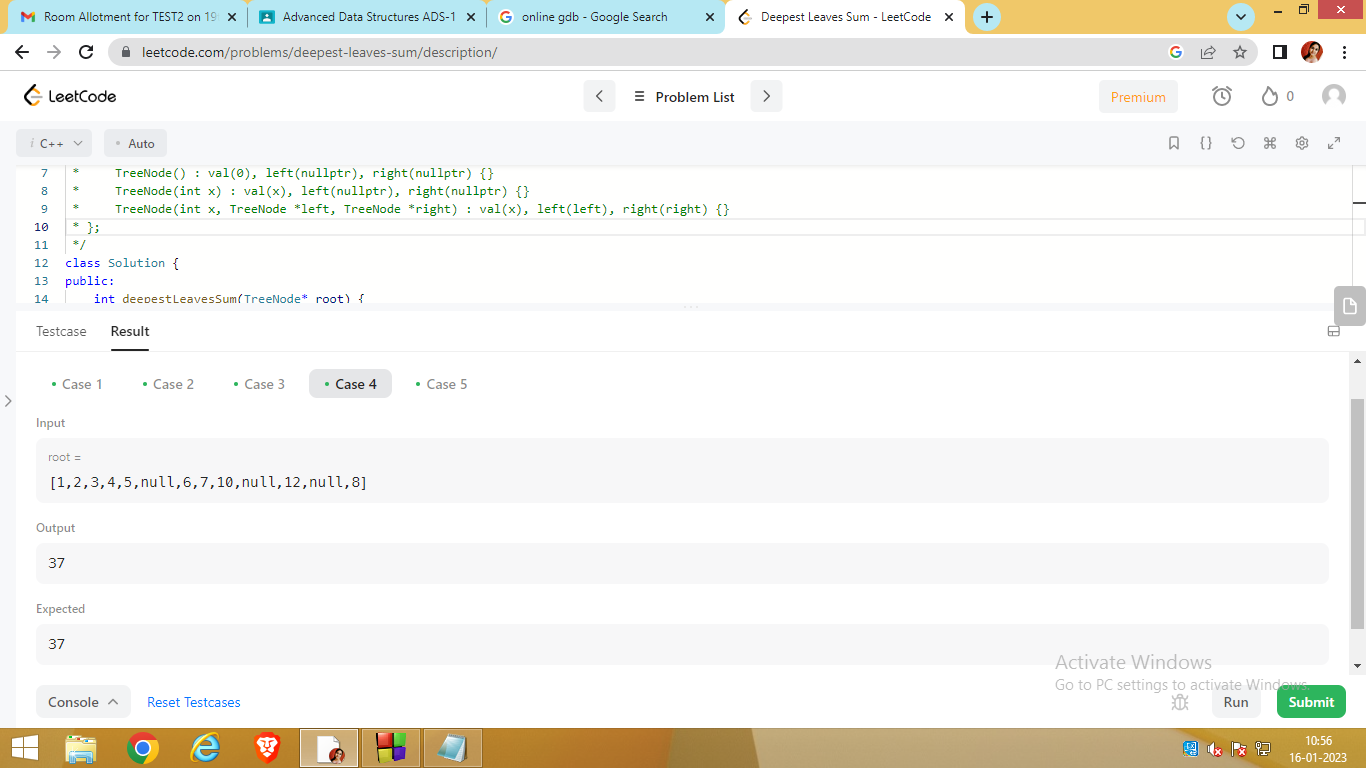 Room Allotment for TEST2 on 19
Advanced Data Structures ADS-1
online gdb - Google Search
Deepest Leaves Sum - LeetCode
leetcode.com/problems/deepest-leaves-sum/description/
LeetCode
Problem List
Premium
0
i C++
• Auto
7 * TreeNode() : val(0), left(nullptr), right(nullptr) {}
8 * TreeNode(int x) : val(x), left(nullptr), right(nullptr) {}
9 * TreeNode(int x, TreeNode *left, TreeNode *right) : val(x), left(left), right(right) {}
10 * };
11 */
12 class Solution {
13 public:
14 int deepestLeavesSum(TreeNode* root) {
Testcase
Result
• Case 1
• Case 2
• Case 3
• Case 4
• Case 5
Input
root =
[1,2,3,4,5,null,6,7,10,null,12,null,8]
Output
37
Expected
37
Activate Windows
Go to PC settings to activate Windows.
Console
Reset Testcases
Run
Submit
10:56
16-01-2023